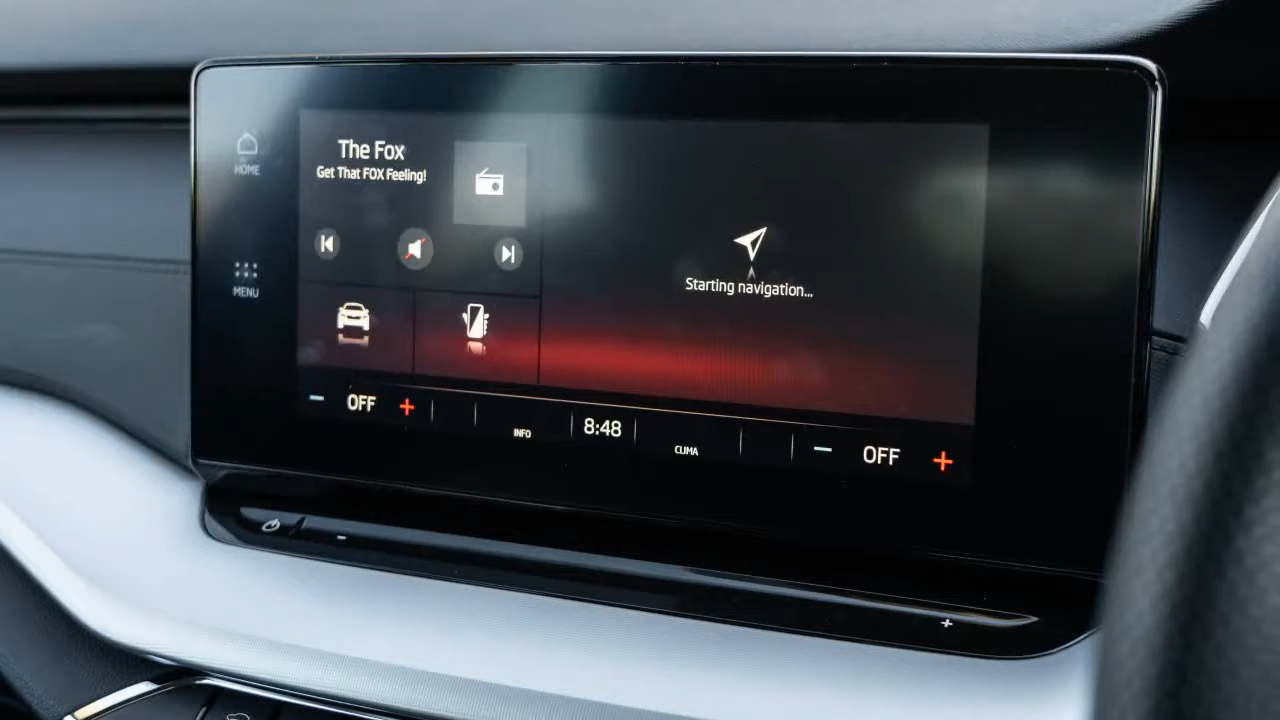 The Fox
Get That FOX Feeling!
HOME
MENU
Starting navigation...
- OFF +
INFO
8:48
CLIMA
- OFF +
- +